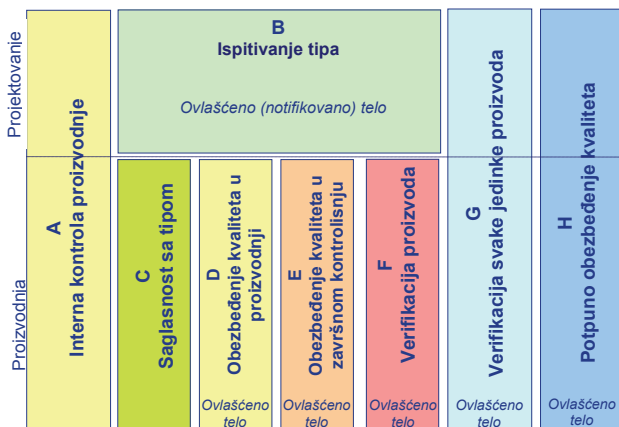 Projektovanje
Proizvodnia
A
Interna kontrola proizvodnje
B
Ispitivanje tipa
Ovlašćeno (notifikovano) telo
C
Saglasnost sa tipom
D
Obezbeđenje kvaliteta u
proizvodnji
Ovlašćeno
telo
E
Obezbeđenje kvaliteta u
završnom kontrolisnju
Ovlašćeno
telo
F
Verifikacija proizvoda
Ovlašćeno
telo
G
Verifikacija svake jedinke proizvoda
Ovlašćeno
telo
H
Potpuno obezbeđenje kvaliteta
Ovlašćeno
telo